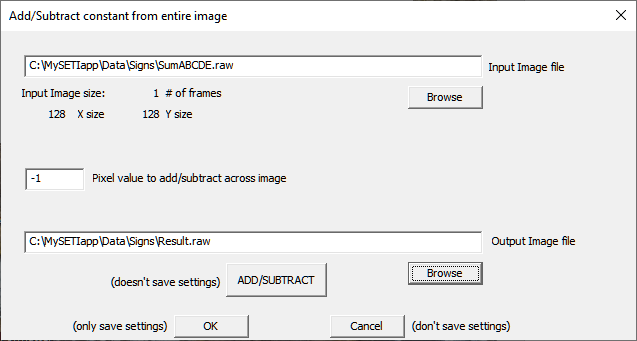 Add/Subtract constant from entire image
C:\MySETIapp\Data\Signs\SumABCDE.raw Input Image file
Input Image size: 1 # of frames Browse
128 X size 128 Y size
-1 Pixel value to add/subtract across image
C:\MySETIapp\Data\Signs\Result.raw Output Image file
(doesn't save settings) ADD/SUBTRACT Browse
(only save settings) OK Cancel (don't save settings)